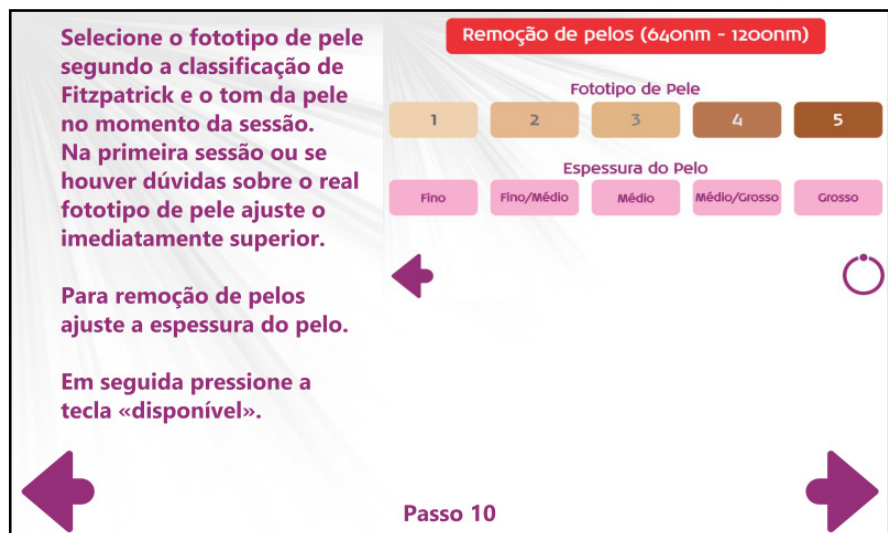 Selecione o fototipo de pele
segundo a classificação de
Fitzpatrick e o tom da pele
no momento da sessão.
Na primeira sessão ou se
houver dúvidas sobre o real
fototipo de pele ajuste o
imediatamente superior.
Para remoção de pelos
ajuste a espessura do pelo.
Em seguida pressione a
tecla «disponível».
Remoção de pelos (640nm - 1200nm)
Fototipo de Pele
1 2 3 4 5
Espessura do Pelo
Fino Fino/Médio Médio Médio/Grosso Grosso
Passo 10